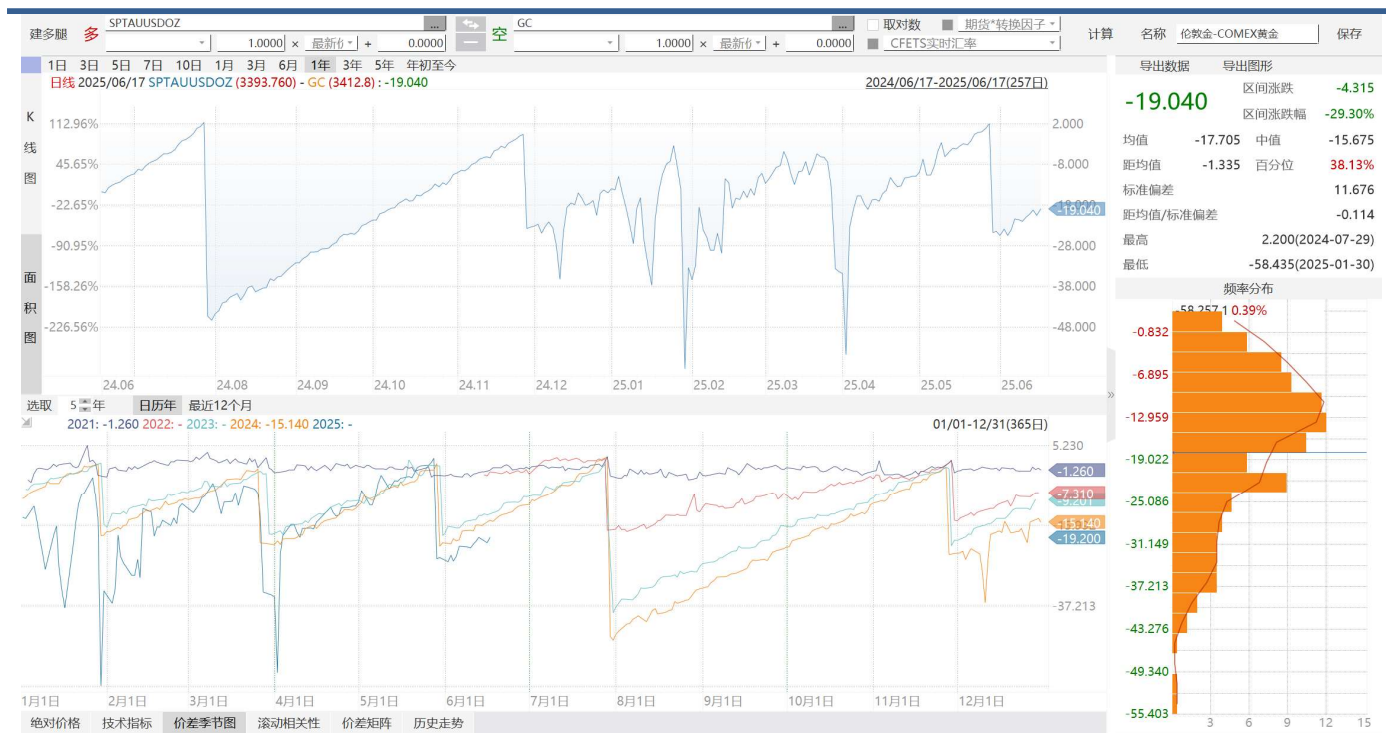 建多腿 多 SPTAUUSDOZ ... 空 GC ... 取对数 期货*转换因子 计算 名称 伦敦金-COMEX黄金 保存
1.0000 × 最新价 + 0.0000 1.0000 × 最新价 + 0.0000 CFETS实时汇率
1日 3日 5日 7日 10日 1月 3月 6月 1年 3年 5年 年初至今
日线 2025/06/17 SPTAUUSDOZ (3393.760) - GC (3412.8) : -19.040 2024/06/17-2025/06/17(257日)
K
线
图
面
积
图
112.96% 2.000
45.65% -8.000
-22.65% -19.040
-90.95% -28.000
-158.26% -38.000
-226.56% -48.000
24.06 24.08 24.09 24.10 24.11 24.12 25.01 25.02 25.03 25.04 25.05 25.06
选取 5 年 日历年 最近12个月
2021: -1.260 2022: - 2023: - 2024: -15.140 2025: - 01/01-12/31(365日)
5.230
-1.260
-7.310
-9.201
-15.140
-19.200
-37.213
1月1日 2月1日 3月1日 4月1日 5月1日 6月1日 7月1日 8月1日 9月1日 10月1日 11月1日 12月1日
绝对价格 技术指标 价差季节图 滚动相关性 价差矩阵 历史走势
导出数据 导出图形
-19.040
区间涨跌 -4.315
区间涨跌幅 -29.30%
均值 -17.705 中值 -15.675
距均值 -1.335 百分位 38.13%
标准偏差 11.676
距均值/标准偏差 -0.114
最高 2.200(2024-07-29)
最低 -58.435(2025-01-30)
频率分布
-58.257 1 0.39%
-0.832
-6.895
-12.959
-19.022
-25.086
-31.149
-37.213
-43.276
-49.340
-55.403
3 6 9 12 15
»